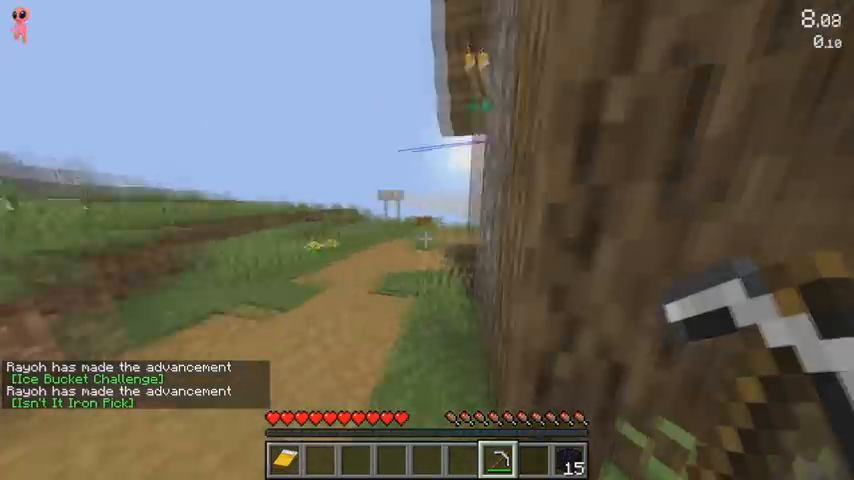 8.08
0.10
Rayoh has made the advancement
[Ice Bucket Challenge]
Rayoh has made the advancement
[Isn't It Iron Pick]
15